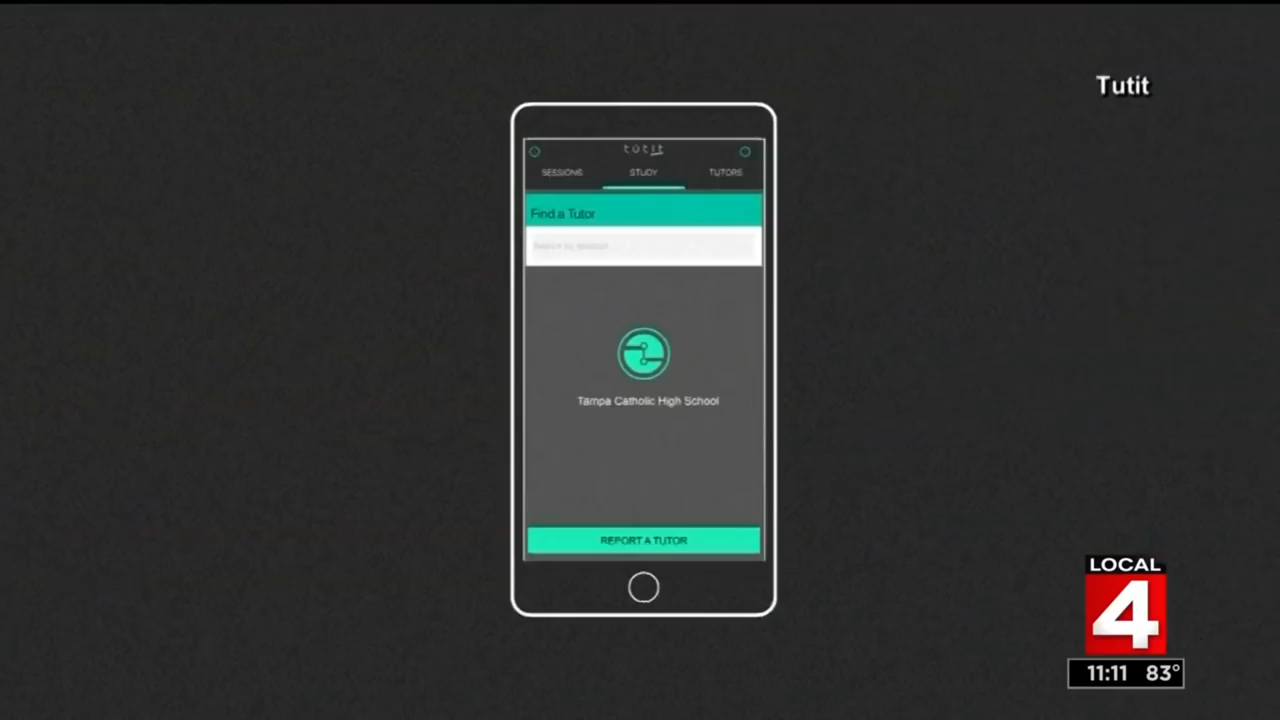 Tutit
tutit
SESSIONS STUDY TUTORS
Find a Tutor
Tampa Catholic High School
REPORT A TUTOR
LOCAL
4
11:11 83°